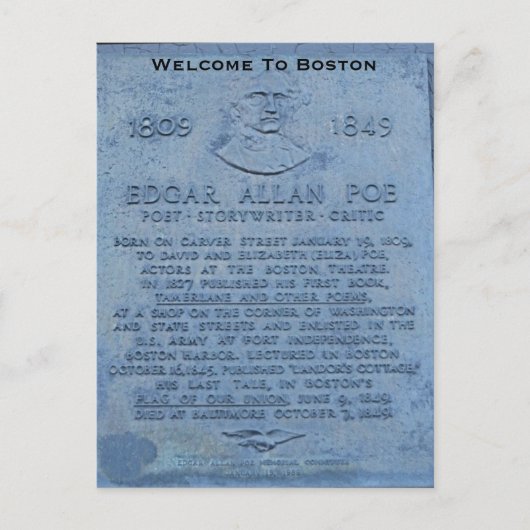 Welcome To Boston
1809 1849
EDGAR ALLAN POE
POET · STORYWRITER · CRITIC
BORN ON CARVER STREET JANUARY 19, 1809,
TO DAVID AND ELIZABETH (ELIZA) POE,
ACTORS AT THE BOSTON THEATRE.
IN 1827 PUBLISHED HIS FIRST BOOK,
TAMERLANE AND OTHER POEMS,
AT A SHOP ON THE CORNER OF WASHINGTON
AND STATE STREETS AND ENLISTED IN THE
U.S. ARMY AT FORT INDEPENDENCE,
BOSTON HARBOR. LECTURED IN BOSTON
OCTOBER 16, 1845. PUBLISHED "LANDOR'S COTTAGE,"
HIS LAST TALE, IN BOSTON'S
FLAG OF OUR UNION, JUNE 9, 1849.
DIED AT BALTIMORE OCTOBER 7, 1849.
EDGAR ALLAN POE MEMORIAL COMMITTEE